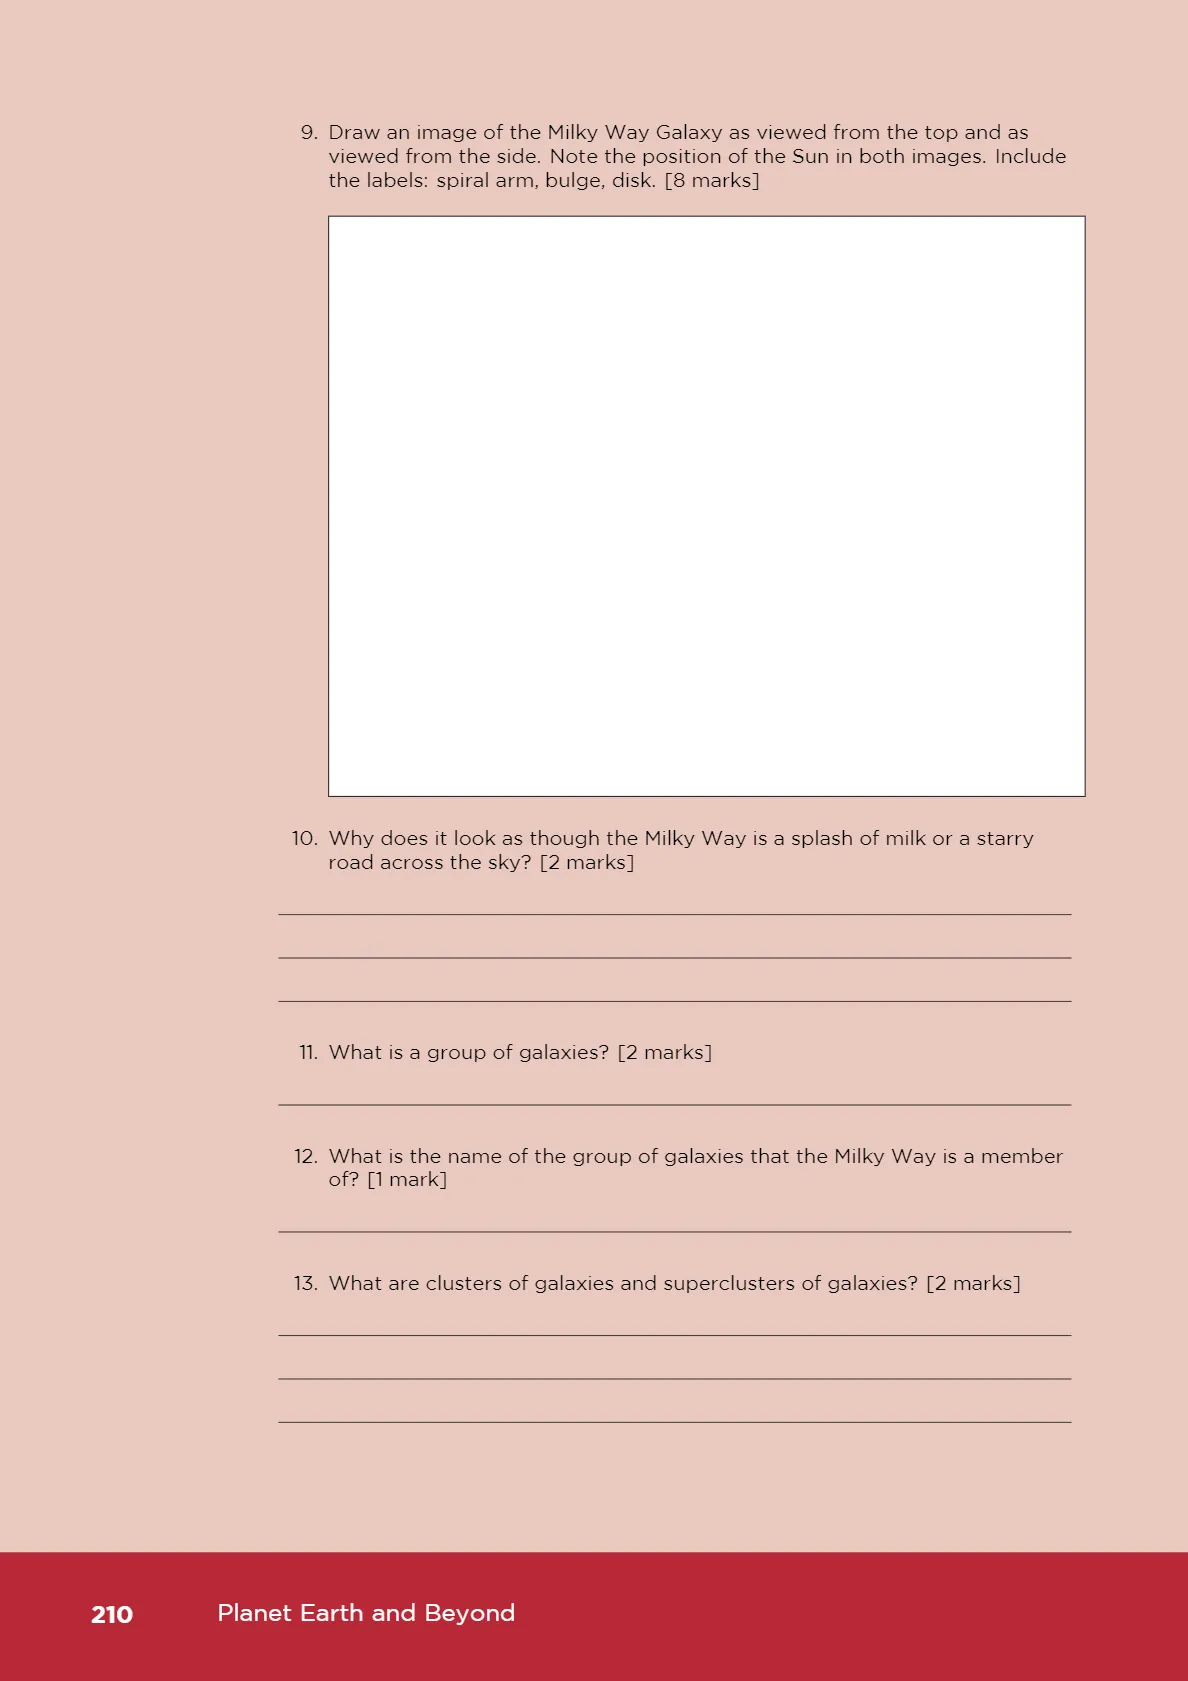 9. Draw an image of the Milky Way Galaxy as viewed from the top and as
viewed from the side. Note the position of the Sun in both images. Include
the labels: spiral arm, bulge, disk. [8 marks]
10. Why does it look as though the Milky Way is a splash of milk or a starry
road across the sky? [2 marks]
11. What is a group of galaxies? [2 marks]
12. What is the name of the group of galaxies that the Milky Way is a member
of? [1 mark]
13. What are clusters of galaxies and superclusters of galaxies? [2 marks]
210 Planet Earth and Beyond